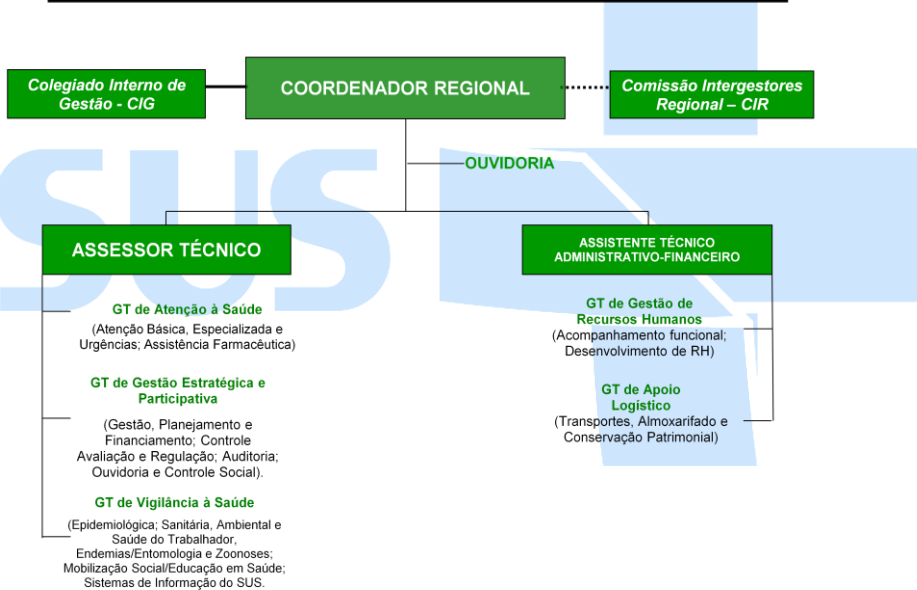 Colegiado Interno de
Gestão - CIG
COORDENADOR REGIONAL
Comissão Intergestores
Regional – CIR
OUVIDORIA
SUS
ASSESSOR TÉCNICO
GT de Atenção à Saúde
(Atenção Básica, Especializada e
Urgências; Assistência Farmacêutica)
GT de Gestão Estratégica e
Participativa
(Gestão, Planejamento e
Financiamento; Controle
Avaliação e Regulação; Auditoria;
Ouvidoria e Controle Social).
GT de Vigilância à Saúde
(Epidemiológica; Sanitária, Ambiental e
Saúde do Trabalhador,
Endemias/Entomologia e Zoonoses;
Mobilização Social/Educação em Saúde;
Sistemas de Informação do SUS.
ASSISTENTE TÉCNICO
ADMINISTRATIVO-FINANCEIRO
GT de Gestão de
Recursos Humanos
(Acompanhamento funcional;
Desenvolvimento de RH)
GT de Apoio
Logístico
(Transportes, Almoxarifado e
Conservação Patrimonial)